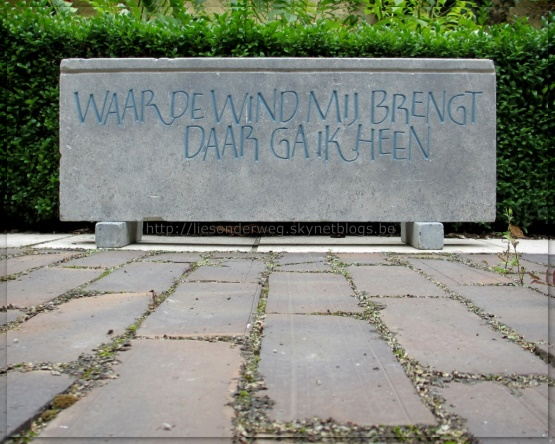 WAAR DE WIND MIJ BRENGT
DAAR GA IK HEEN
http://liesonderweg.skynetblogs.be